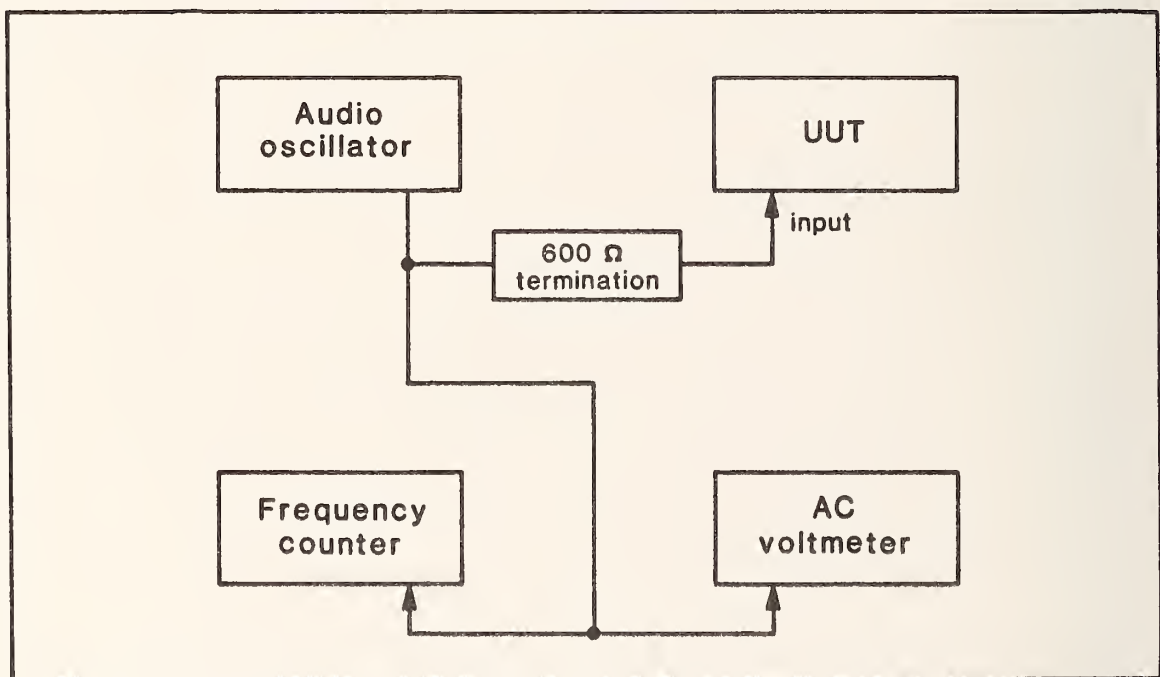 Audio
oscillator
UUT
input
600 Ω
termination
Frequency
counter
AC
voltmeter